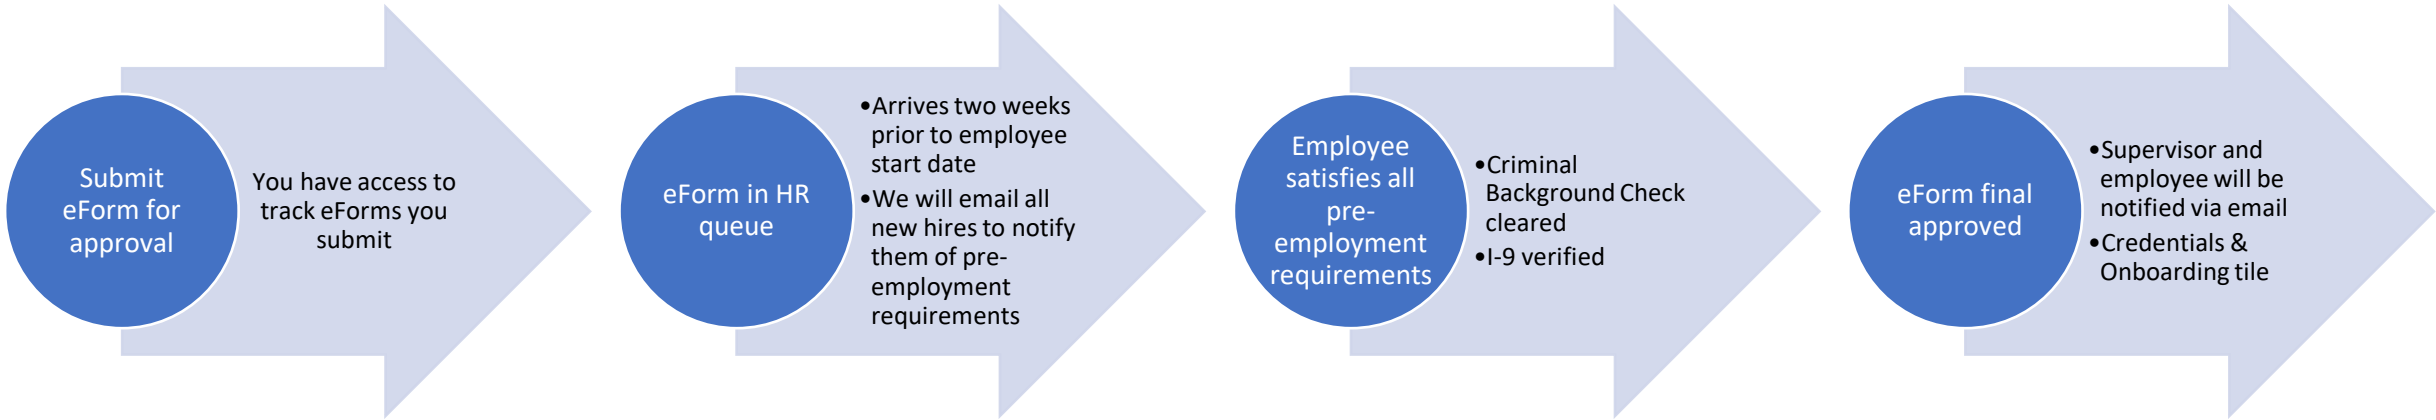 Submit
eForm for
approval
You have access to
track eForms you
submit
eForm in HR
queue
•Arrives two weeks
prior to employee
start date
•We will email all
new hires to notify
them of pre-
employment
requirements
Employee
satisfies all
pre-
employment
requirements
•Criminal
Background Check
cleared
•I-9 verified
eForm final
approved
•Supervisor and
employee will be
notified via email
•Credentials &
Onboarding tile